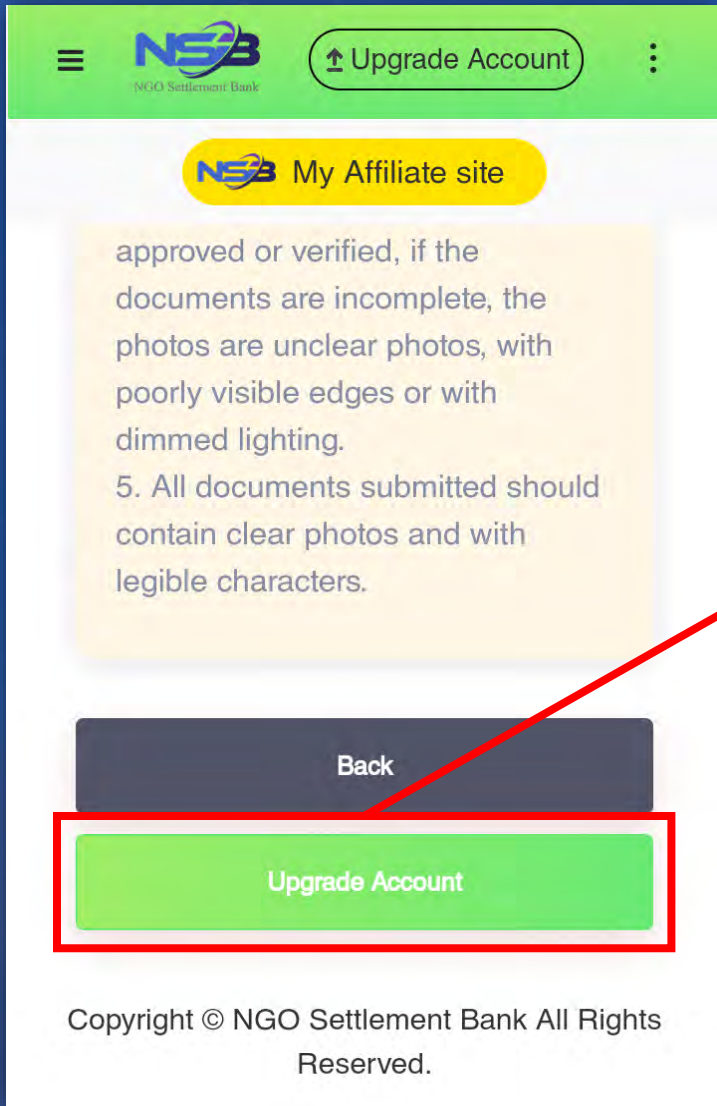 NSB
NGO Settlement Bank
Upgrade Account
NSB My Affiliate site
approved or verified, if the
documents are incomplete, the
photos are unclear photos, with
poorly visible edges or with
dimmed lighting.
5. All documents submitted should
contain clear photos and with
legible characters.
Back
Upgrade Account
Copyright © NGO Settlement Bank All Rights
Reserved.